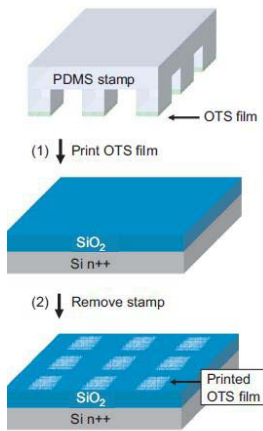 PDMS stamp
OTS film
(1) Print OTS film
SiO₂
Si n++
(2) Remove stamp
Printed
OTS film
SiO₂
Si n++